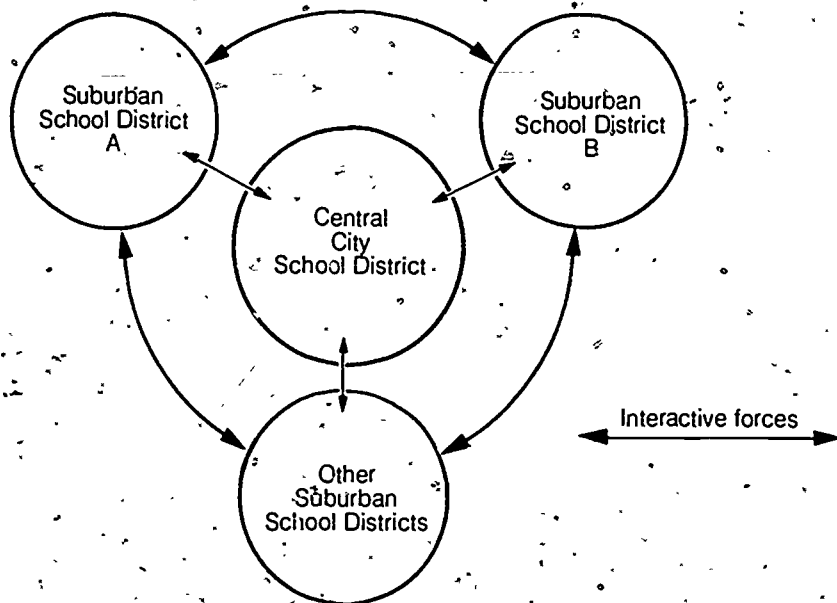 Suburban
School District
A
Suburban
School District
B
Central
City
School District
Interactive forces
Other
Suburban
School Districts